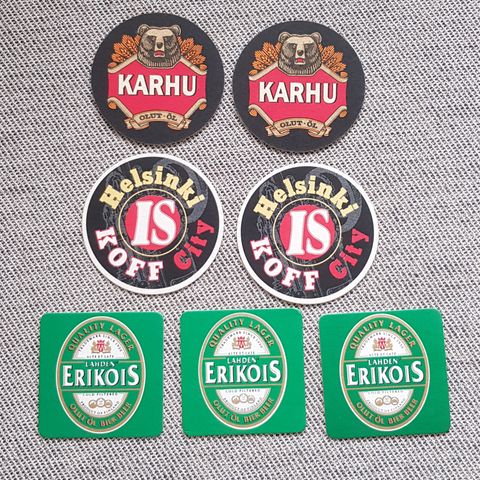 KARHU
OLUT·ÖL
KARHU
OLUT·ÖL
Helsinki
IS
KOFF City
Helsinki
IS
KOFF City
QUALITY LAGER
LAHDEN
ERIKOIS
OLUT·ÖL BIER BEER
QUALITY LAGER
LAHDEN
ERIKOIS
OLUT·ÖL BIER BEER
QUALITY LAGER
LAHDEN
ERIKOIS
OLUT·ÖL BIER BEER